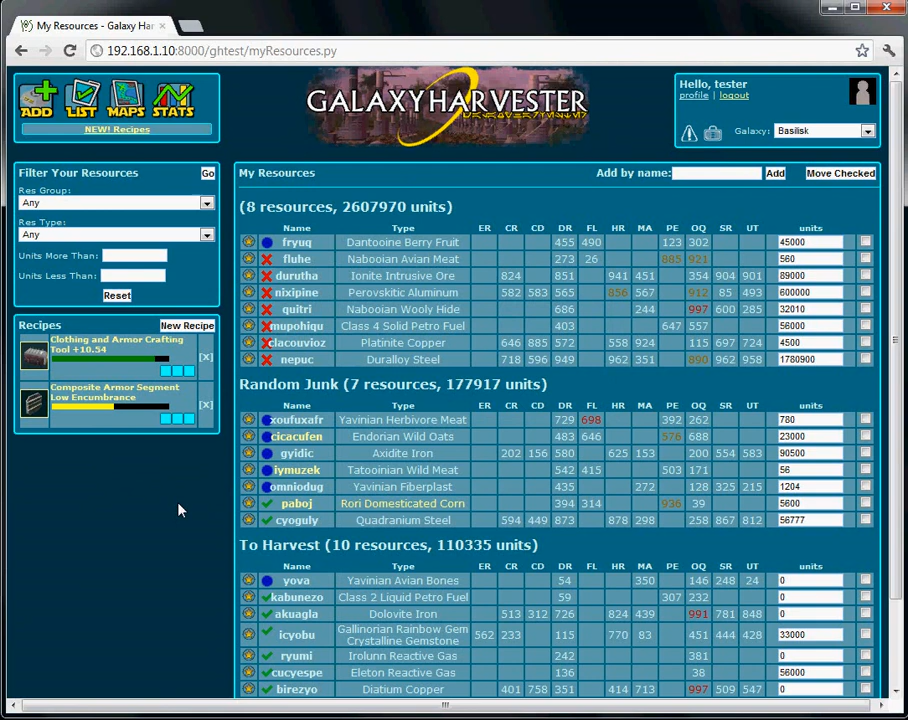 My Resources - Galaxy Har
192.168.1.10:8000/ghtest/myResources.py
ADD LIST MAPS STATS
NEW! Recipes
GALAXYHARVESTER
Hello, tester
profile | logout
Galaxy: Basilisk
Filter Your Resources Go
Res Group:
Any
Res Type:
Any
Units More Than:
Units Less Than:
Reset
Recipes New Recipe
Clothing and Armor Crafting
Tool +10.54
[X]
Composite Armor Segment
Low Encumbrance
[X]
My Resources Add by name: Add Move Checked
(8 resources, 2607970 units)
Name Type ER CR CD DR FL HR MA PE OQ SR UT units
fryuq Dantooine Berry Fruit 455 490 123 302 45000
fluhe Nabooian Avian Meat 273 26 885 921 560
durutha Ionite Intrusive Ore 824 851 941 451 354 904 901 89000
nixipine Perovskitic Aluminum 582 583 565 856 567 912 85 493 600000
quitri Nabooian Wooly Hide 686 308 224 997 600 285 32010
mupohiqu Class 4 Solid Petro Fuel 403 647 557 56000
clacouvioz Platinite Copper 646 885 572 558 924 115 697 724 4500
nepuc Duralloy Steel 718 596 949 962 351 890 962 958 1780900
Random Junk (7 resources, 177917 units)
Name Type ER CR CD DR FL HR MA PE OQ SR UT units
xoufuxafr Yavinian Herbivore Meat 729 698 392 262 780
cicacufen Endorian Wild Oats 483 646 576 688 23000
gyidic Axidite Iron 202 156 580 625 153 200 554 583 90500
iymuzek Tatooinian Wild Meat 542 415 503 171 56
omniodug Yavinian Fiberplast 435 272 128 325 215 1204
paboj Rori Domesticated Corn 394 314 936 39 5600
cyoguly Quadranium Steel 594 449 873 878 298 258 867 812 56777
To Harvest (10 resources, 110335 units)
Name Type ER CR CD DR FL HR MA PE OQ SR UT units
yova Yavinian Avian Bones 54 350 146 248 24 0
kabunezo Class 2 Liquid Petro Fuel 59 307 232 0
akuagla Dolovite Iron 513 312 726 824 439 991 781 848 0
icyobu Gallinorian Rainbow Gem
Crystalline Gemstone 562 233 115 770 83 451 444 428 33000
ryumi Irolunn Reactive Gas 242 381 0
cucyespe Eleton Reactive Gas 136 38 56000
birezyo Diatium Copper 401 758 351 414 713 997 509 547 0